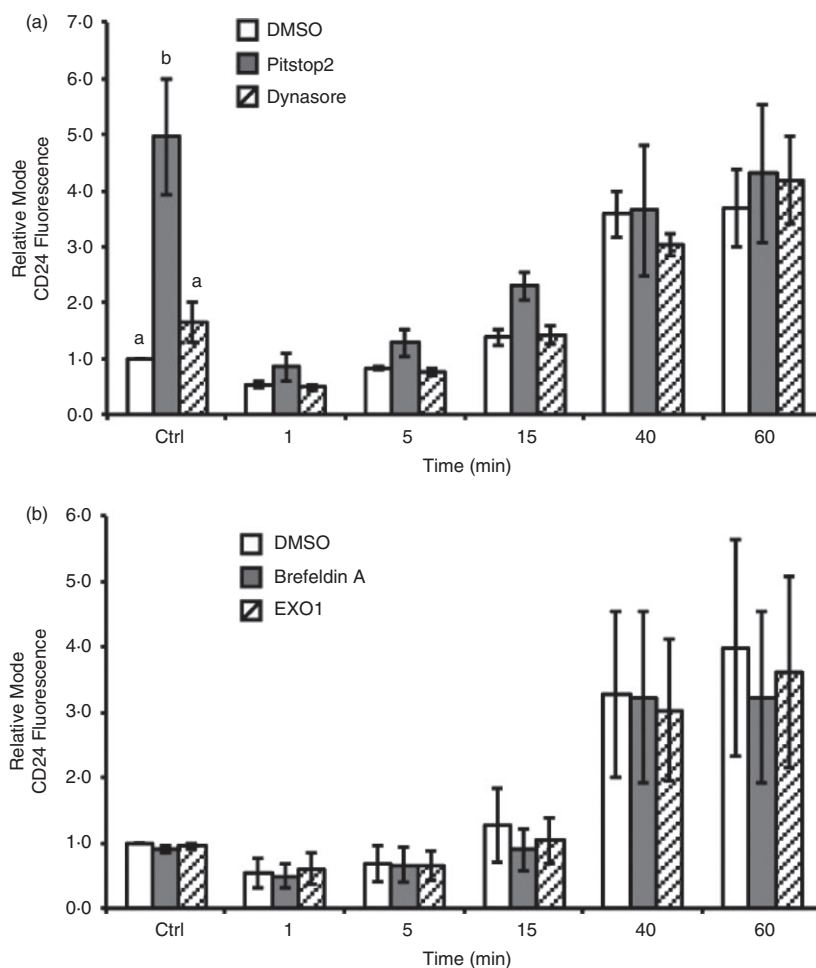 (a)
DMSO
Pitstop2
Dynasore
7·0
6·0
5·0
4·0
3·0
2·0
1·0
0·0
Relative Mode
CD24 Fluorescence
a
b
a
Ctrl 1 5 15 40 60
Time (min)
(b)
DMSO
Brefeldin A
EXO1
6·0
5·0
4·0
3·0
2·0
1·0
0·0
Relative Mode
CD24 Fluorescence
Ctrl 1 5 15 40 60
Time (min)